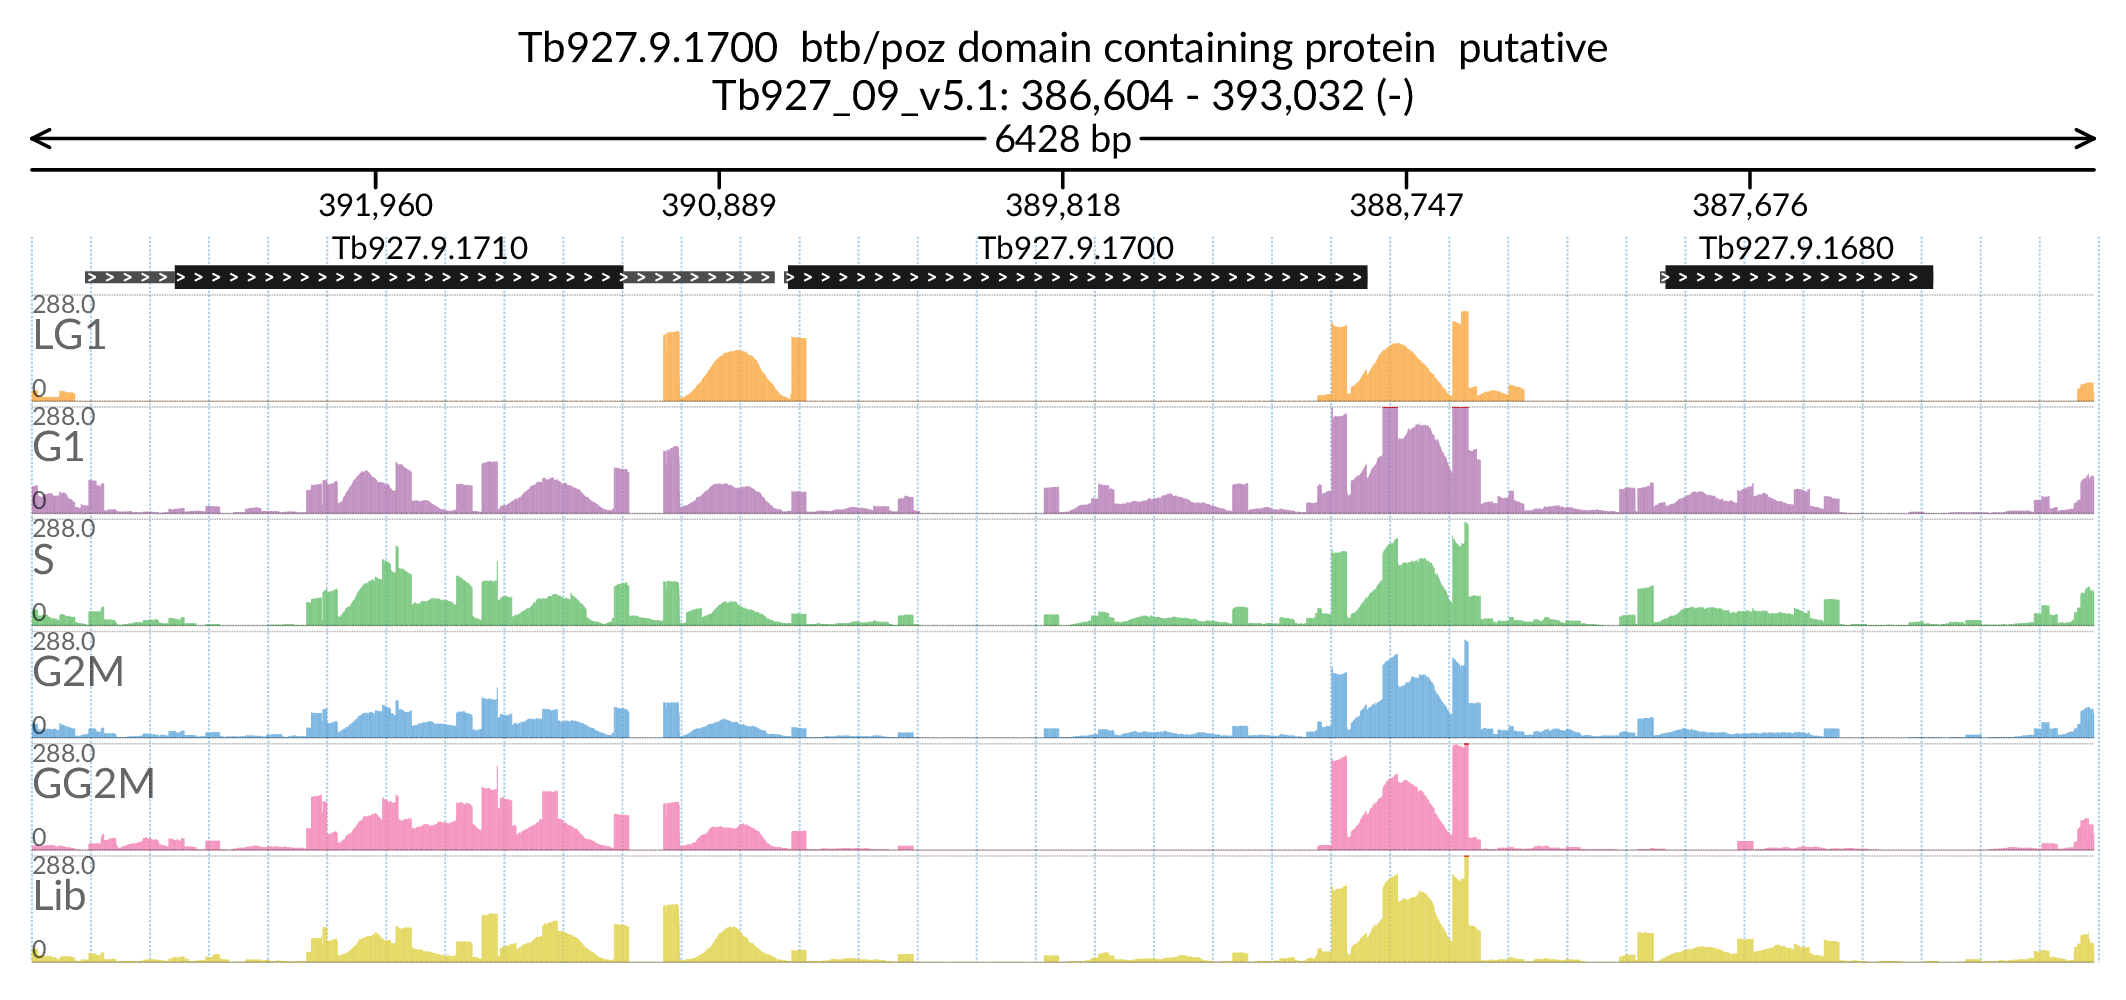 Tb927.9.1700 btb/poz domain containing protein putative
Tb927_09_v5.1: 386,604 - 393,032 (-)
6428 bp
391,960 390,889 389,818 388,747 387,676
Tb927.9.1710 Tb927.9.1700 Tb927.9.1680
288.0
LG1
0
288.0
G1
0
288.0
S
0
288.0
G2M
0
288.0
GG2M
0
288.0
Lib
0